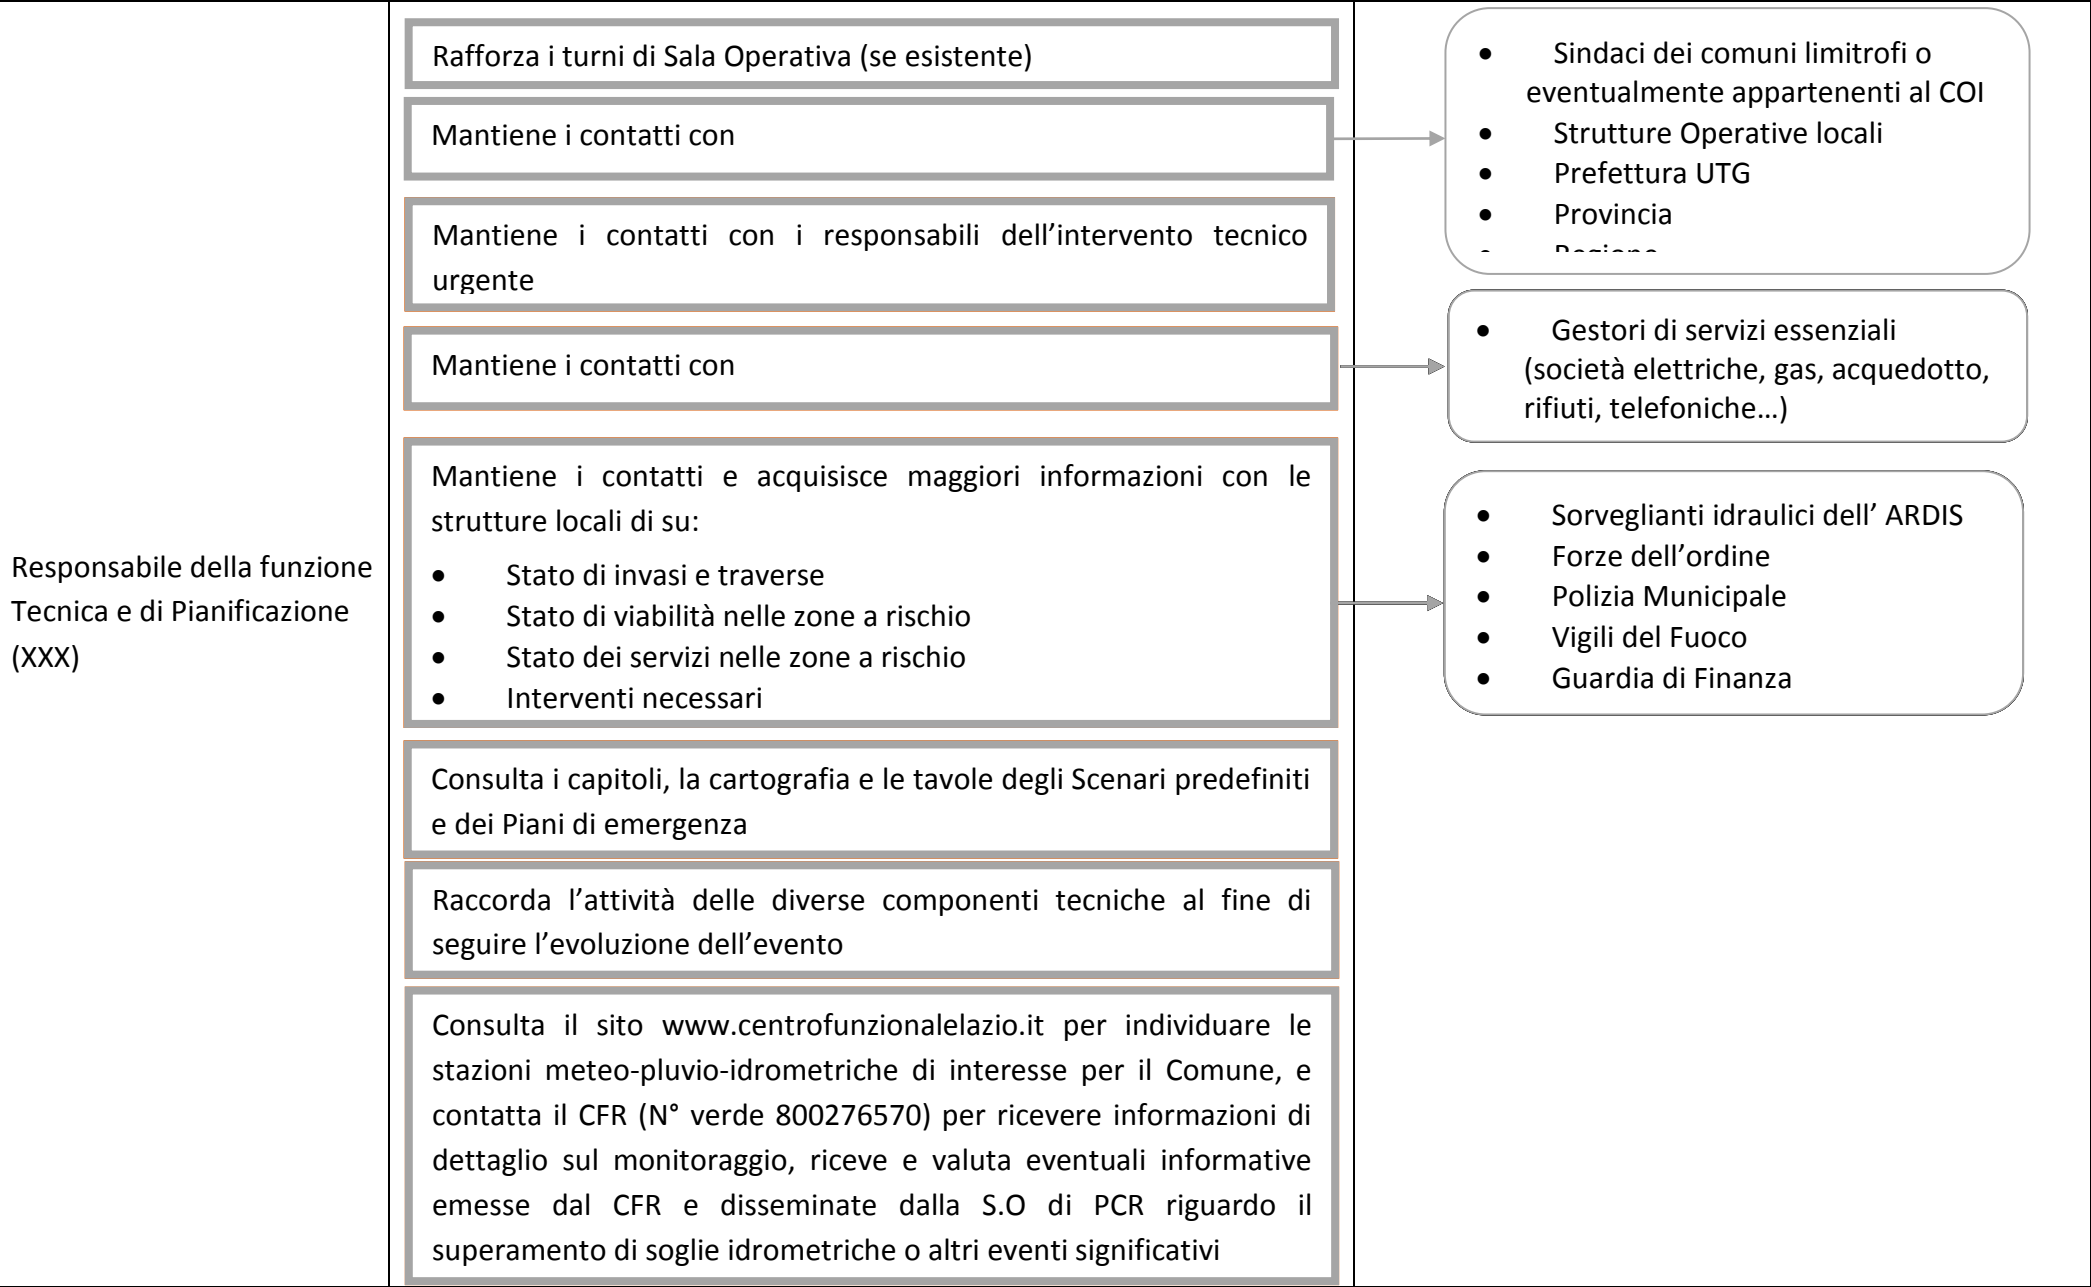 Responsabile della funzione
Tecnica e di Pianificazione
(XXX)
Rafforza i turni di Sala Operativa (se esistente)
Mantiene i contatti con
Mantiene i contatti con i responsabili dell’intervento tecnico
urgente
Mantiene i contatti con
Mantiene i contatti e acquisisce maggiori informazioni con le
strutture locali di su:
• Stato di invasi e traverse
• Stato di viabilità nelle zone a rischio
• Stato dei servizi nelle zone a rischio
• Interventi necessari
Consulta i capitoli, la cartografia e le tavole degli Scenari predefiniti
e dei Piani di emergenza
Raccorda l’attività delle diverse componenti tecniche al fine di
seguire l’evoluzione dell’evento
Consulta il sito www.centrofunzionalelazio.it per individuare le
stazioni meteo-pluvio-idrometriche di interesse per il Comune, e
contatta il CFR (N° verde 800276570) per ricevere informazioni di
dettaglio sul monitoraggio, riceve e valuta eventuali informative
emesse dal CFR e disseminate dalla S.O di PCR riguardo il
superamento di soglie idrometriche o altri eventi significativi
• Sindaci dei comuni limitrofi o
eventualmente appartenenti al COI
• Strutture Operative locali
• Prefettura UTG
• Provincia
• Regione
• Gestori di servizi essenziali
(società elettriche, gas, acquedotto,
rifiuti, telefoniche…)
• Sorveglianti idraulici dell’ ARDIS
• Forze dell’ordine
• Polizia Municipale
• Vigili del Fuoco
• Guardia di Finanza